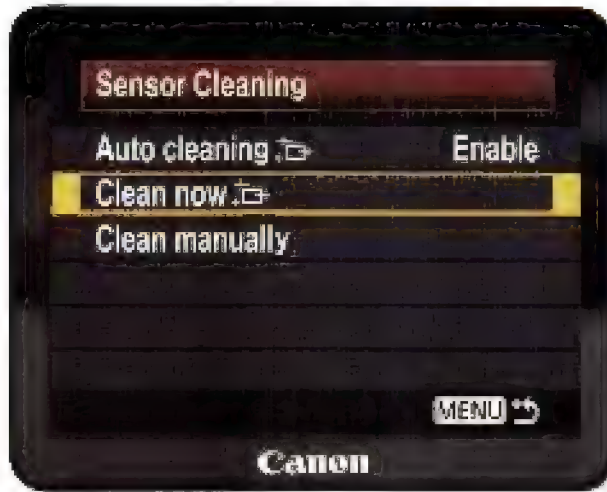 Sensor Cleaning
Auto cleaning Enable
Clean now
Clean manually
MENU
Canon